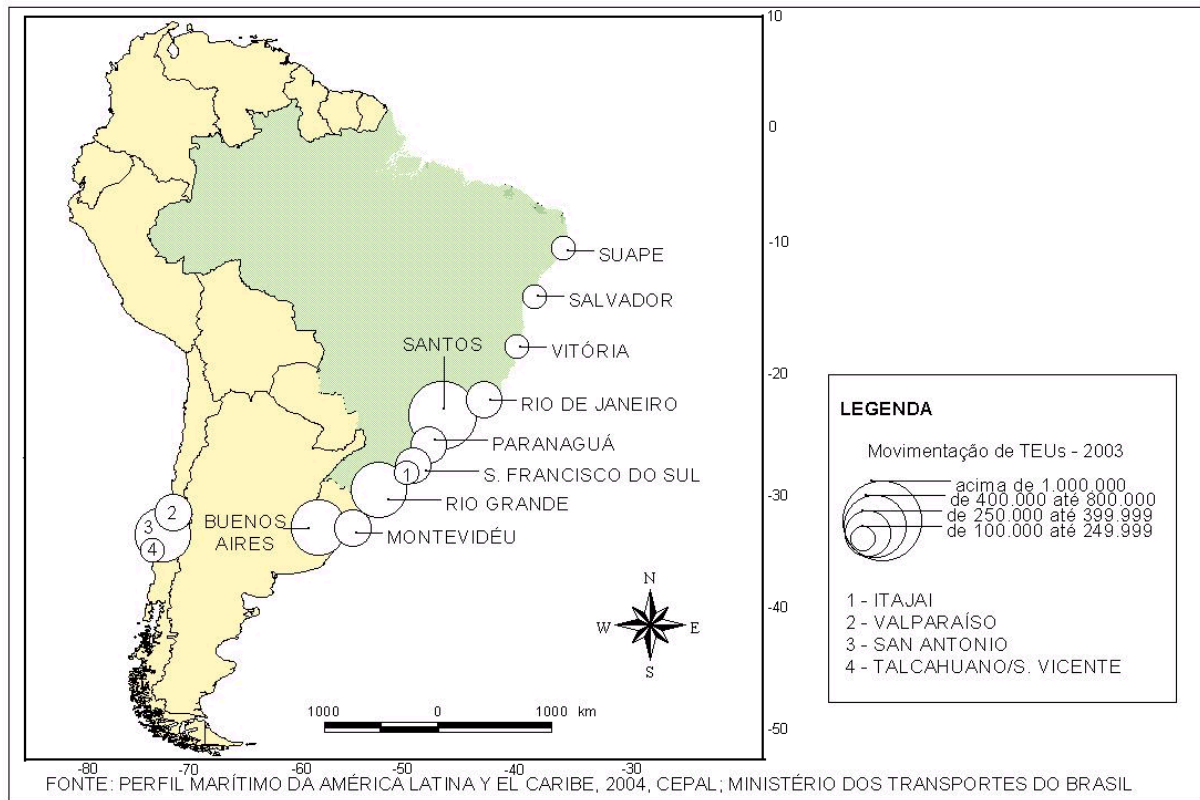 10
0
-10
-20
-30
-40
-50
SUAPE
SALVADOR
VITÓRIA
SANTOS
RIO DE JANEIRO
PARANAGUÁ
S. FRANCISCO DO SUL
1
RIO GRANDE
BUENOS
AIRES
MONTEVIDÉU
2
3
4
N
W
E
S
1000 0 1000 km
-80 -70 -60 -50 -40 -30
LEGENDA
Movimentação de TEUs - 2003
acima de 1.000.000
de 400.000 até 800.000
de 250.000 até 399.999
de 100.000 até 249.999
1 - ITAJAI
2 - VALPARAÍSO
3 - SAN ANTONIO
4 - TALCAHUANO/S. VICENTE
FONTE: PERFIL MARÍTIMO DA AMÉRICA LATINA Y EL CARIBE, 2004, CEPAL; MINISTÉRIO DOS TRANSPORTES DO BRASIL